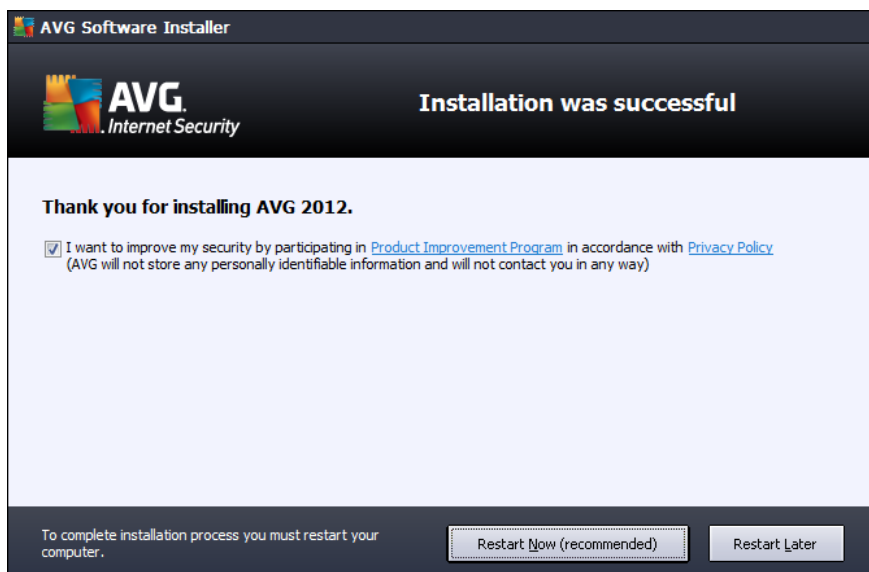 AVG Software Installer
AVG.
Internet Security
Installation was successful
Thank you for installing AVG 2012.
I want to improve my security by participating in Product Improvement Program in accordance with Privacy Policy
(AVG will not store any personally identifiable information and will not contact you in any way)
To complete installation process you must restart your
computer.
Restart Now (recommended)
Restart Later